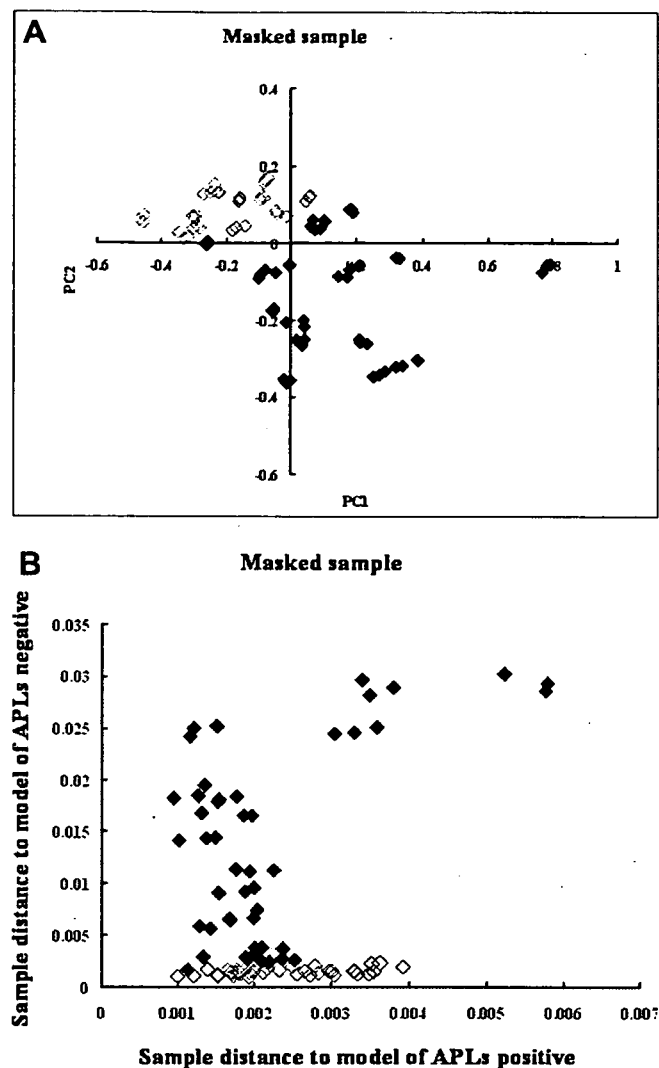 A
Masked sample
0.4
0.2
0
-0.6 -0.4 -0.2 0 0.2 0.4 0.6 0.8 1
-0.2
-0.4
-0.6
PC2
PC1
B
Masked sample
Sample distance to model of APLs negative
0.035
0.03
0.025
0.02
0.015
0.01
0.005
0
0 0.001 0.002 0.003 0.004 0.005 0.006 0.007
Sample distance to model of APLs positive